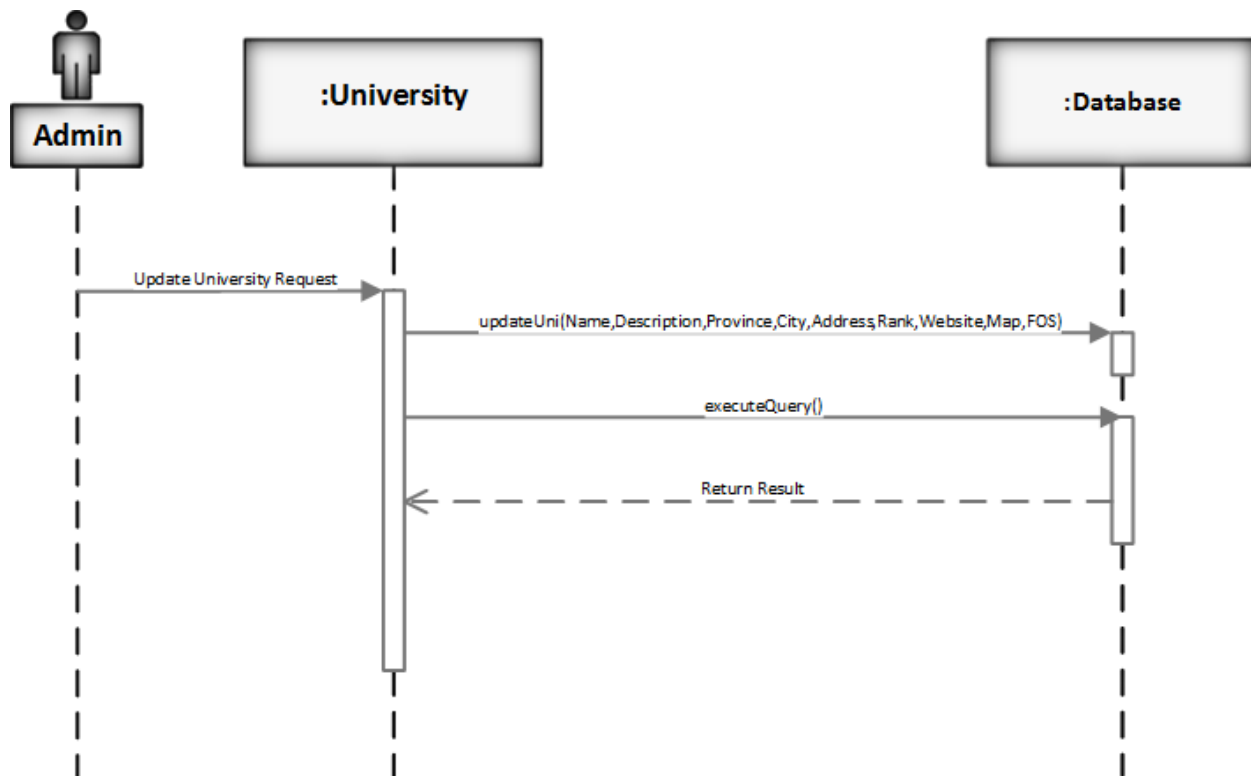 Admin
:University
:Database
Update University Request
updateUni(Name,Description,Province,City,Address,Rank,Website,Map,FOS)
executeQuery()
Return Result